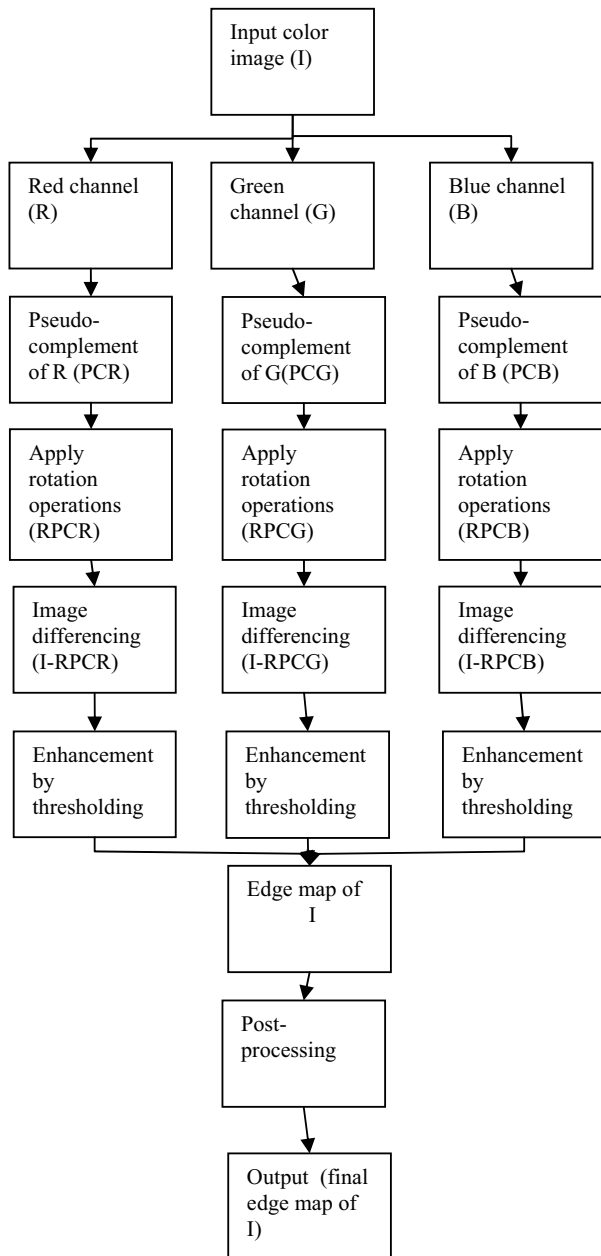 Input color
image (I)
Red channel
(R)
Green
channel (G)
Blue channel
(B)
Pseudo-
complement
of R (PCR)
Pseudo-
complement
of G(PCG)
Pseudo-
complement
of B (PCB)
Apply
rotation
operations
(RPCR)
Apply
rotation
operations
(RPCG)
Apply
rotation
operations
(RPCB)
Image
differencing
(I-RPCR)
Image
differencing
(I-RPCG)
Image
differencing
(I-RPCB)
Enhancement
by
thresholding
Enhancement
by
thresholding
Enhancement
by
thresholding
Edge map of
I
Post-
processing
Output (final
edge map of
I)